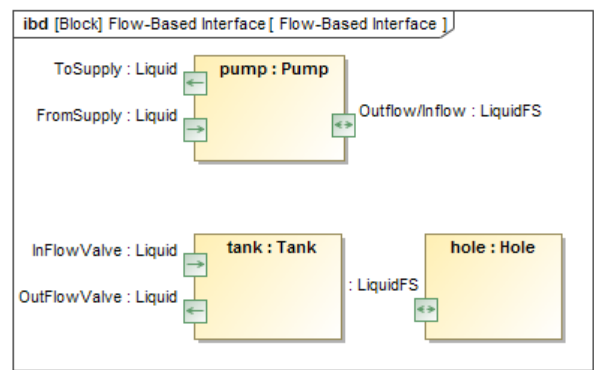 ibd [Block] Flow-Based Interface [ Flow-Based Interface ]
ToSupply : Liquid
pump : Pump
FromSupply : Liquid
Outflow/Inflow : LiquidFS
InFlowValve : Liquid
tank : Tank
hole : Hole
: LiquidFS
OutFlowValve : Liquid